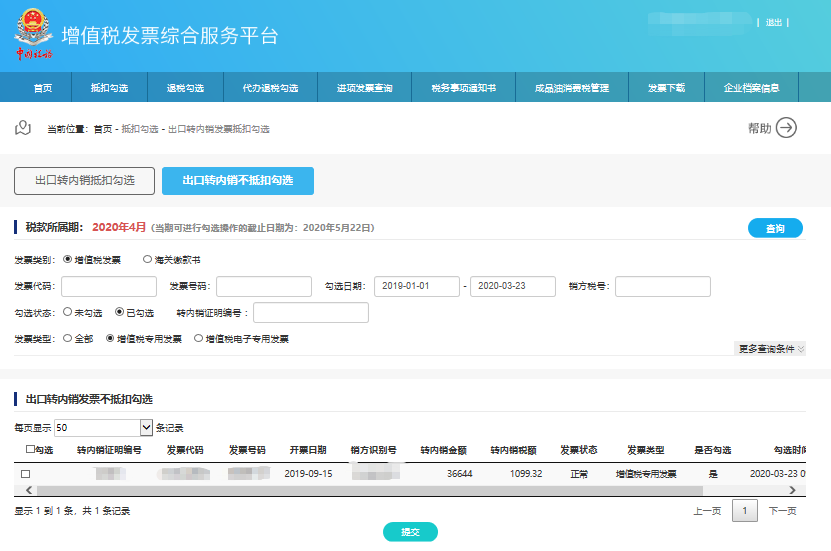 增值税发票综合服务平台
| 退出 |
中国税务
首页 抵扣勾选 退税勾选 代办退税勾选 进项发票查询 税务事项通知书 成品油消费税管理 发票下载 企业档案信息
当前位置：首页 - 抵扣勾选 - 出口转内销发票抵扣勾选 帮助
出口转内销抵扣勾选 出口转内销不抵扣勾选
税款所属期： 2020年4月 (当期可进行勾选操作的截止日期为：2020年5月22日) 查询
发票类别： 增值税发票 海关缴款书
发票代码： 发票号码： 勾选日期： 2019-01-01 - 2020-03-23 销方税号：
勾选状态： 未勾选 已勾选 转内销证明编号：
发票类型： 全部 增值税专用发票 增值税电子专用发票
更多查询条件
出口转内销发票不抵扣勾选
每页显示 50 条记录
勾选 转内销证明编号 发票代码 发票号码 开票日期 销方识别号 转内销金额 转内销税额 发票状态 发票类型 是否勾选 勾选时间
2019-09-15 36644 1099.32 正常 增值税专用发票 是 2020-03-23 0
显示 1 到 1 条，共 1 条记录 上一页 1 下一页
提交